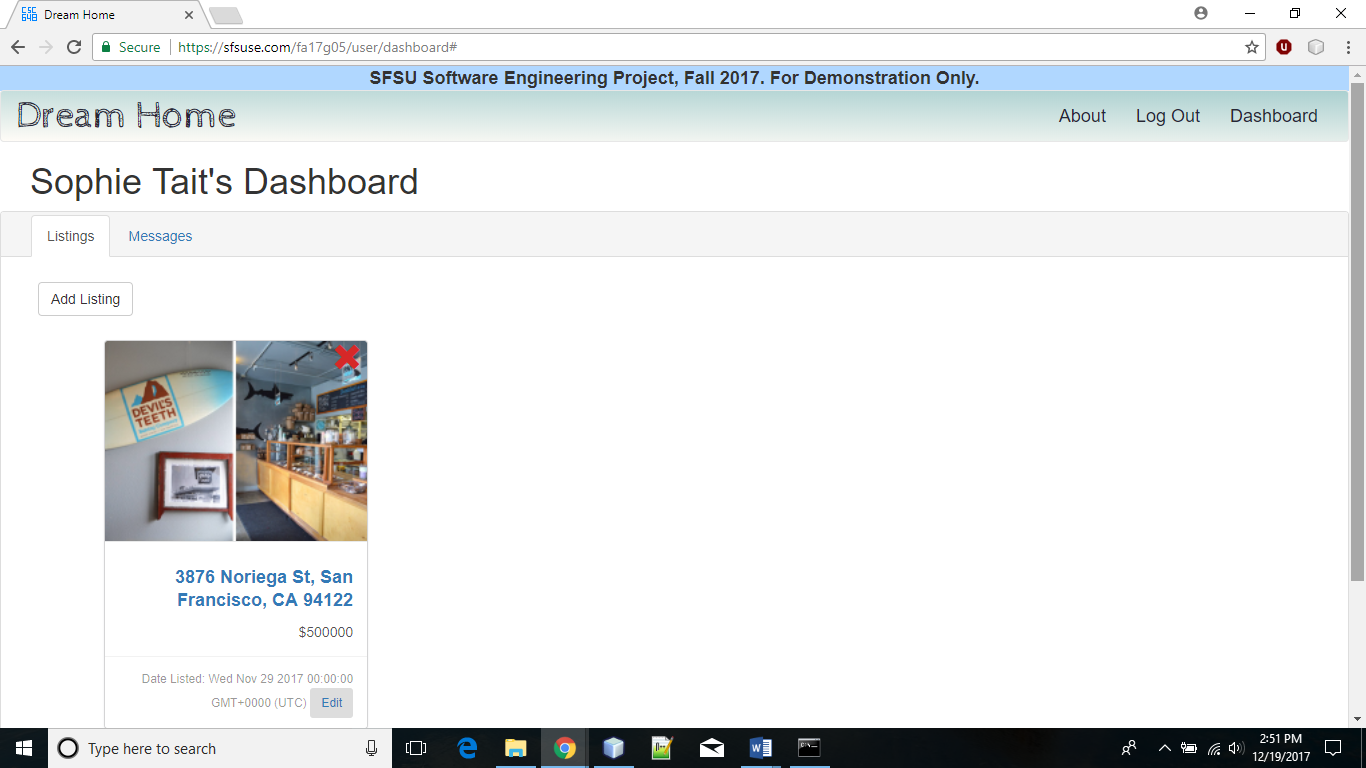 Dream Home
Secure https://sfsuse.com/fa17g05/user/dashboard#
SFSU Software Engineering Project, Fall 2017. For Demonstration Only.
Dream Home About Log Out Dashboard
Sophie Tait's Dashboard
Listings Messages
Add Listing
DEVIL'S
TEETH
3876 Noriega St, San
Francisco, CA 94122
$500000
Date Listed: Wed Nov 29 2017 00:00:00
GMT+0000 (UTC) Edit
Type here to search
2:51 PM
12/19/2017